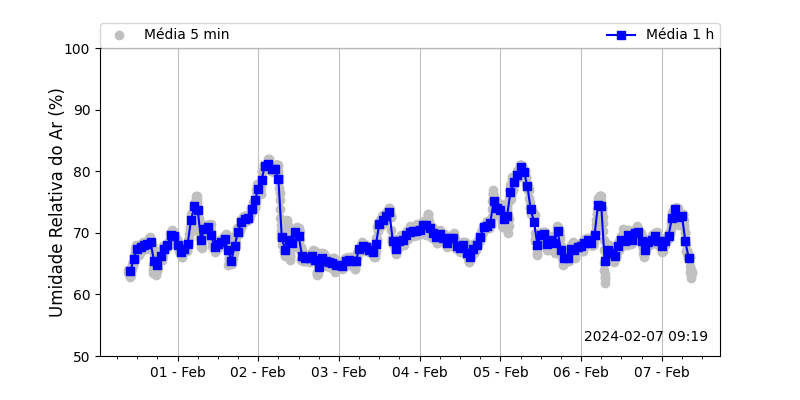 Média 5 min
Média 1 h
100
90
80
70
60
50
Umidade Relativa do Ar (%)
2024-02-07 09:19
01 - Feb
02 - Feb
03 - Feb
04 - Feb
05 - Feb
06 - Feb
07 - Feb